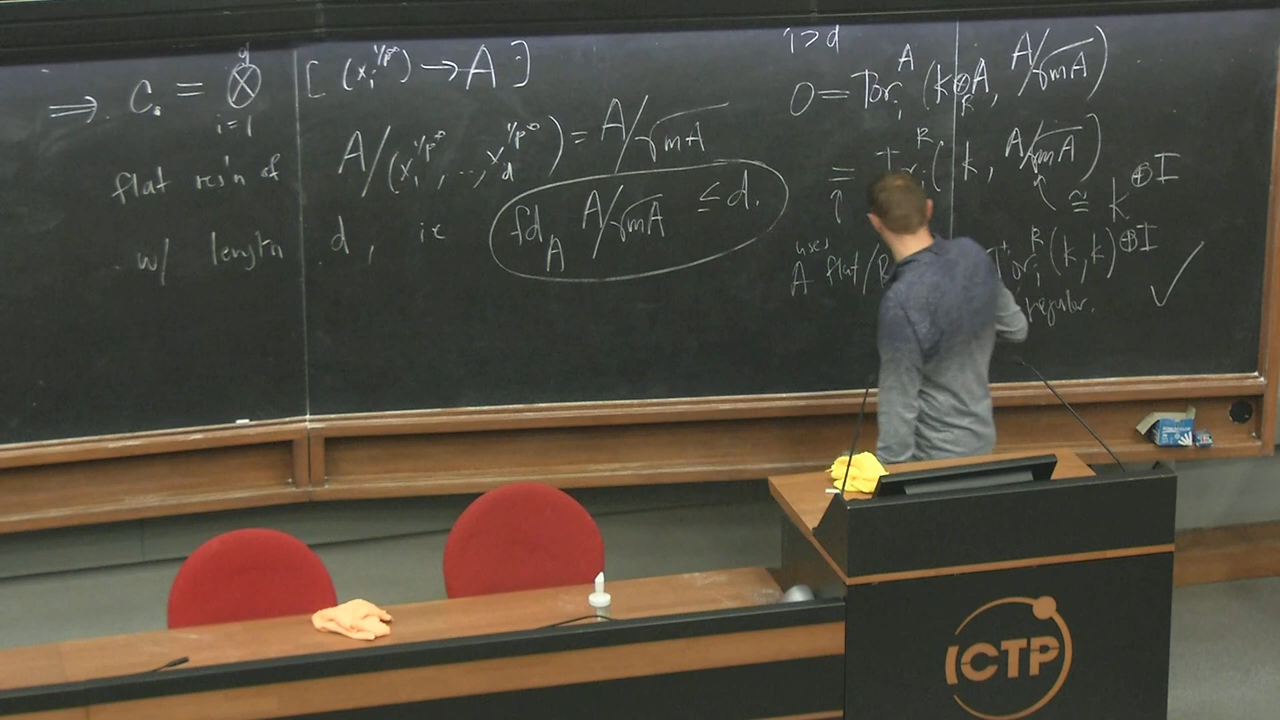 ⟹ C. = ⊗_{i=1}^{d} [ (x_i^{1/p^∞}) → A ]
flat res'n of A/(x_1^{1/p^∞}, .., x_d^{1/p^∞}) = A/√mA
w/ length d, ie fd_A A/√mA ≤ d.
i > d
0 = Tor_i^A (k ⊗_R A, A/√mA)
= Tor_i^R (k, A/√mA)
↑ ≅ k^{⊕I}
uses A flat/R
Tor_i^R (k, k)^{⊕I}
regular. ✓
ICTP